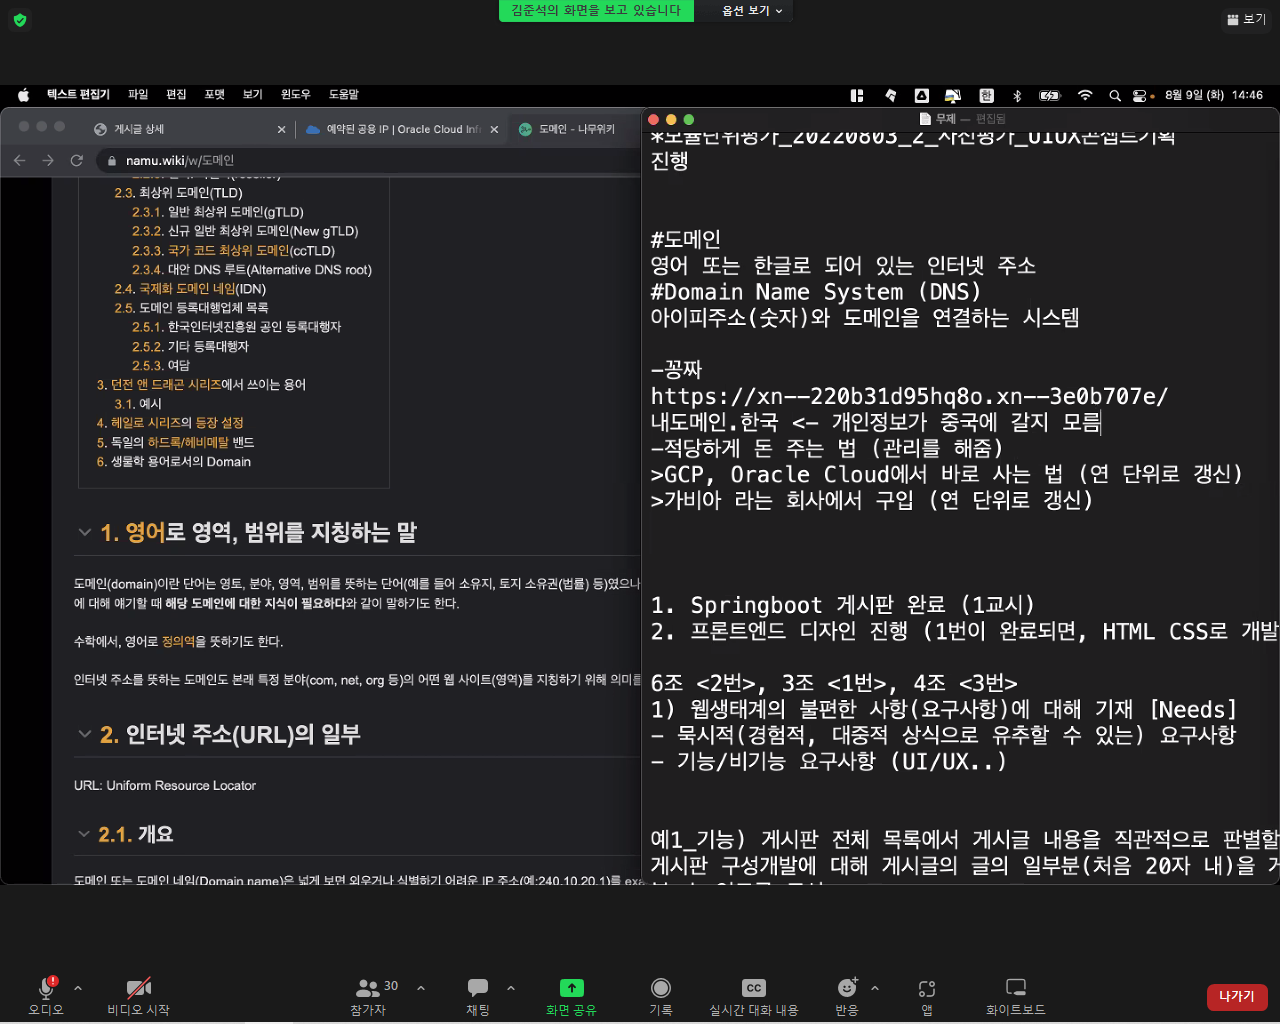 김준석의 화면을 보고 있습니다
옵션 보기
보기
텍스트 편집기 파일 편집 포맷 보기 윈도우 도움말
한
8월 9일 (화) 14:46
게시글 상세
예약된 공용 IP | Oracle Cloud Infr
도메인 - 나무위키
namu.wiki/w/도메인
2.3. 최상위 도메인(TLD)
2.3.1. 일반 최상위 도메인(gTLD)
2.3.2. 신규 일반 최상위 도메인(New gTLD)
2.3.3. 국가 코드 최상위 도메인(ccTLD)
2.3.4. 대안 DNS 루트(Alternative DNS root)
2.4. 국제화 도메인 네임(IDN)
2.5. 도메인 등록대행업체 목록
2.5.1. 한국인터넷진흥원 공인 등록대행자
2.5.2. 기타 등록대행자
2.5.3. 여담
3. 던전 앤 드래곤 시리즈에서 쓰이는 용어
3.1. 예시
4. 헤일로 시리즈의 등장 설정
5. 독일의 하드록/헤비메탈 밴드
6. 생물학 용어로서의 Domain
1. 영어로 영역, 범위를 지칭하는 말
도메인(domain)이란 단어는 영토, 분야, 영역, 범위를 뜻하는 단어(예를 들어 소유지, 토지 소유권(법률) 등)였으나
에 대해 얘기할 때 해당 도메인에 대한 지식이 필요하다와 같이 말하기도 한다.
수학에서, 영어로 정의역을 뜻하기도 한다.
인터넷 주소를 뜻하는 도메인도 본래 특정 분야(com, net, org 등)의 어떤 웹 사이트(영역)를 지칭하기 위해 의미를
2. 인터넷 주소(URL)의 일부
URL: Uniform Resource Locator
2.1. 개요
도메인 또는 도메인 네임(Domain name)은 넓게 보면 외우거나 식별하기 어려운 IP 주소(예:240.10.20.1)를 exa
무제 — 편집됨
*모듈단위평가_20220803_2_사전평가_UIUX콘셉트기획
진행
#도메인
영어 또는 한글로 되어 있는 인터넷 주소
#Domain Name System (DNS)
아이피주소(숫자)와 도메인을 연결하는 시스템
-꽁짜
https://xn--220b31d95hq8o.xn--3e0b707e/
내도메인.한국 <- 개인정보가 중국에 갈지 모름
-적당하게 돈 주는 법 (관리를 해줌)
>GCP, Oracle Cloud에서 바로 사는 법 (연 단위로 갱신)
>가비아 라는 회사에서 구입 (연 단위로 갱신)
1. Springboot 게시판 완료 (1교시)
2. 프론트엔드 디자인 진행 (1번이 완료되면, HTML CSS로 개발
6조 <2번>, 3조 <1번>, 4조 <3번>
1) 웹생태계의 불편한 사항(요구사항)에 대해 기재 [Needs]
- 묵시적(경험적, 대중적 상식으로 유추할 수 있는) 요구사항
- 기능/비기능 요구사항 (UI/UX..)
예1_기능) 게시판 전체 목록에서 게시글 내용을 직관적으로 판별할
게시판 구성개발에 대해 게시글의 글의 일부분(처음 20자 내)을
오디오
비디오 시작
30
참가자
채팅
화면 공유
기록
CC
실시간 대화 내용
반응
앱
화이트보드
나가기